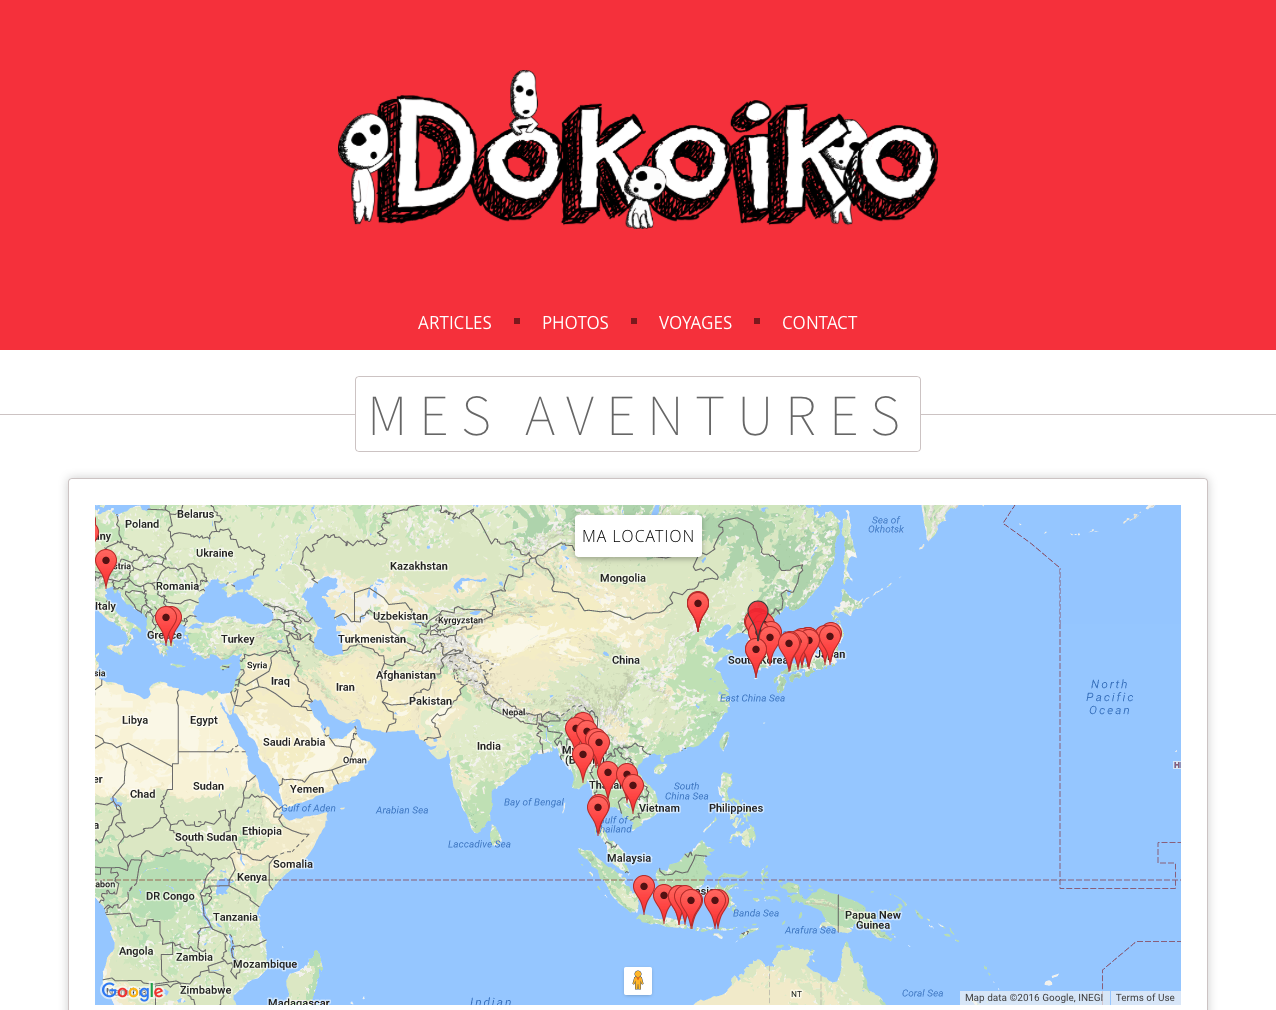 Dokoiko
ARTICLES PHOTOS VOYAGES CONTACT
MES AVENTURES
MA LOCATION
Belarus
Poland
Sea of
Okhotsk
Ukraine
Kazakhstan
Mongolia
Romania
Italy
Uzbekistan
Kyrgyzstan
Greece
Turkey
Turkmenistan
China
South Korea
Japan
Syria
Afghanistan
Iraq
Iran
North
Pacific
Ocean
Pakistan
East China Sea
Nepal
Libya
Egypt
Saudi Arabia
India
Oman
Sudan
Yemen
Chad
South
China Sea
Gulf of Aden
Arabian Sea
Bay of Bengal
Vietnam
Philippines
Gulf of
Thailand
Ethiopia
South Sudan
Laccadive Sea
Malaysia
Somalia
Kenya
DR Congo
Tanzania
Banda Sea
Papua New
Guinea
Arafura Sea
Angola
Zambia
Mozambique
Zimbabwe
Google
NT
Coral Sea
Madagascar
Indian
Map data ©2016 Google, INEGI Terms of Use